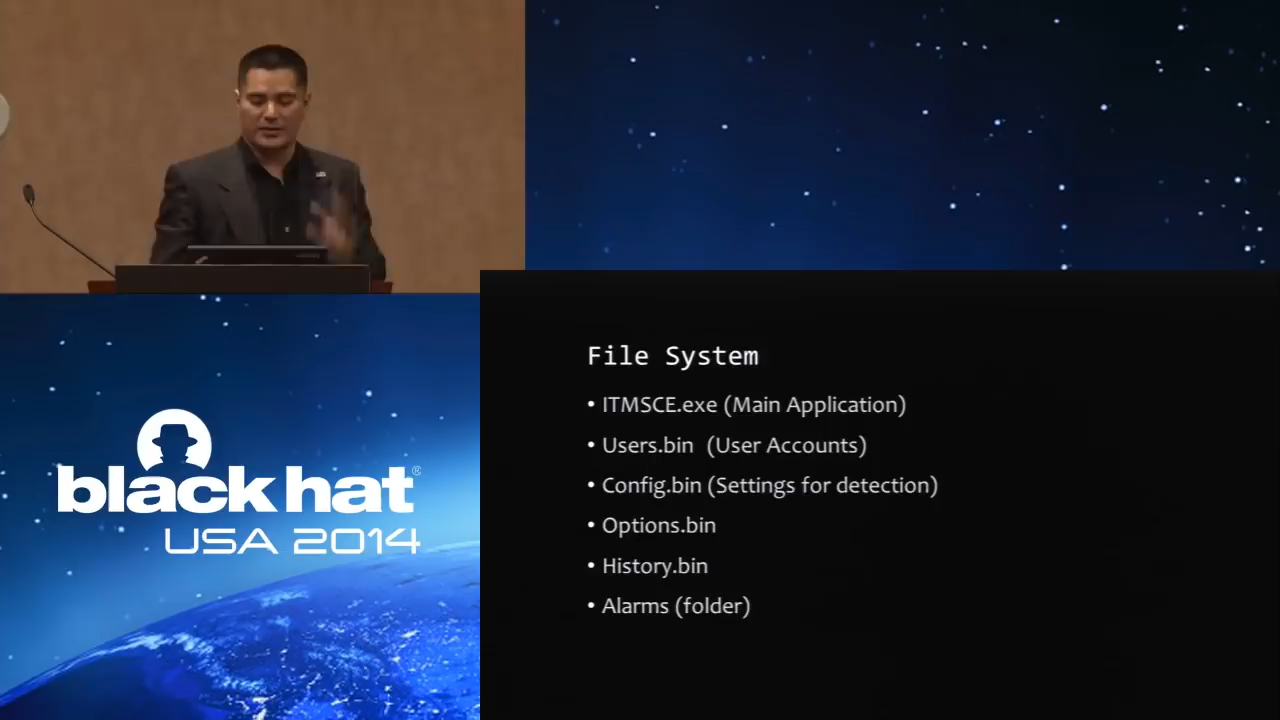 File System
• ITMSCE.exe (Main Application)
• Users.bin (User Accounts)
• Config.bin (Settings for detection)
• Options.bin
• History.bin
• Alarms (folder)
black hat®
USA 2014